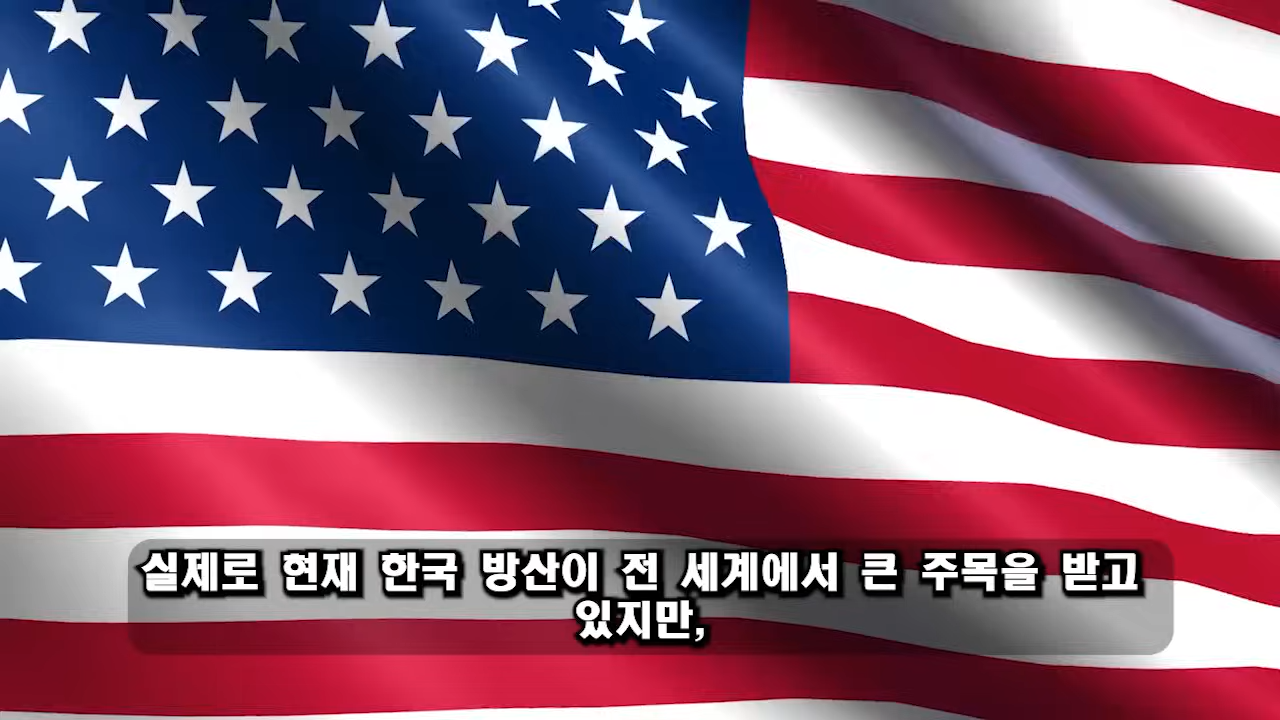 실제로 현재 한국 방산이 전 세계에서 큰 주목을 받고
있지만,